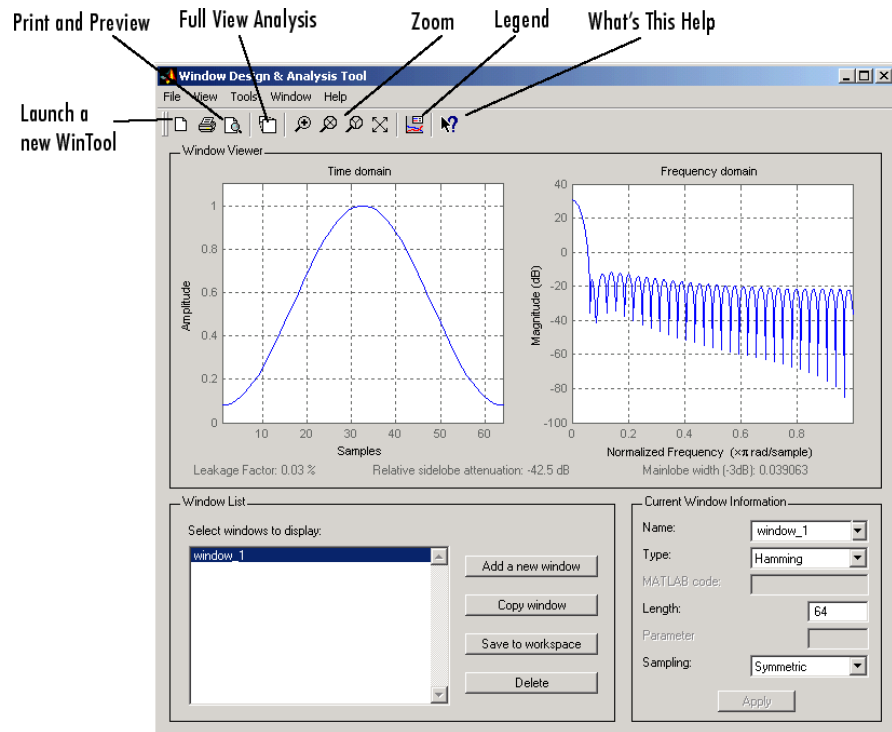 Print and Preview
Full View Analysis
Zoom
Legend
What's This Help
Launch a
new WinTool
Window Design & Analysis Tool
File View Tools Window Help
Window Viewer
Time domain
Amplitude
1
0.8
0.6
0.4
0.2
0
10 20 30 40 50 60
Samples
Frequency domain
Magnitude (dB)
40
20
0
-20
-40
-60
-80
-100
0 0.2 0.4 0.6 0.8
Normalized Frequency (×π rad/sample)
Leakage Factor: 0.03 %
Relative sidelobe attenuation: -42.5 dB
Mainlobe width (-3dB): 0.039063
Window List
Select windows to display:
window_1
Add a new window
Copy window
Save to workspace
Delete
Current Window Information
Name: window_1
Type: Hamming
MATLAB code:
Length: 64
Parameter
Sampling: Symmetric
Apply